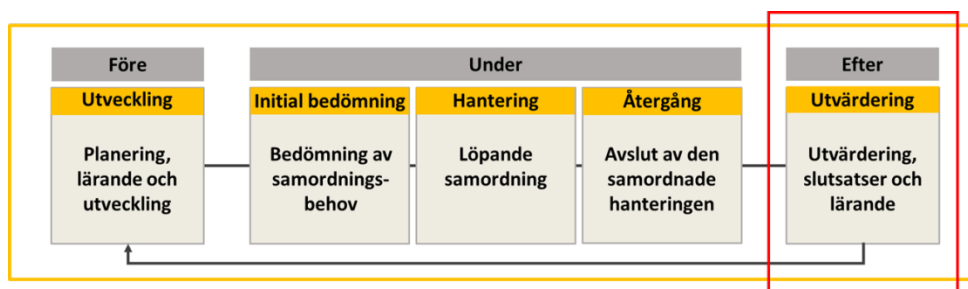 Före
Under
Efter
Utveckling
Initial bedömning
Hantering
Återgång
Utvärdering
Planering,
lärande och
utveckling
Bedömning av
samordnings-
behov
Löpande
samordning
Avslut av den
samordnade
hanteringen
Utvärdering,
slutsatser och
lärande